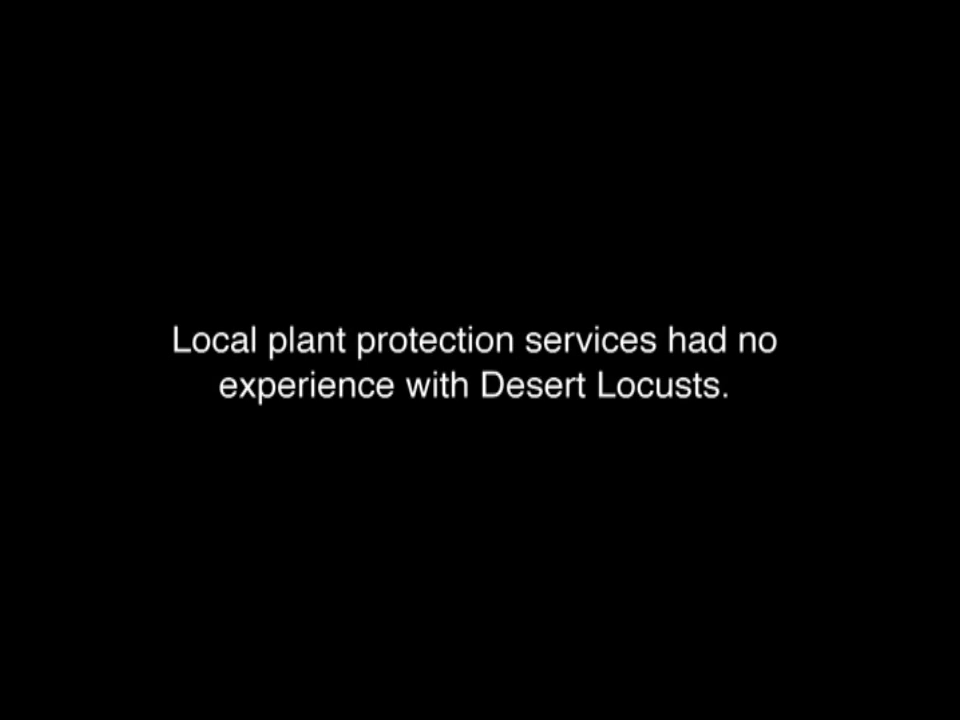 Local plant protection services had no
experience with Desert Locusts.